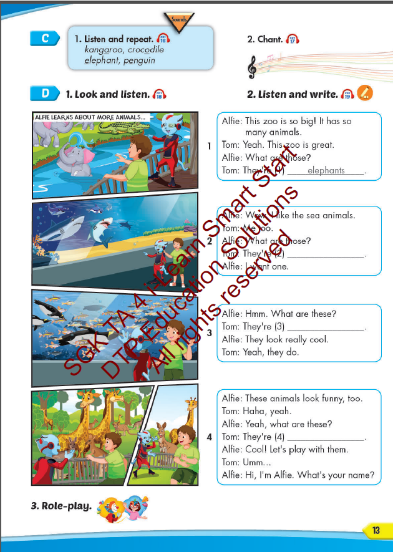 Sounds
C
1. Listen and repeat.
kangaroo, crocodile
elephant, penguin
2. Chant.
D
1. Look and listen.
2. Listen and write.
ALFIE LEARNS ABOUT MORE ANIMALS...
1
Alfie: This zoo is so big! It has so
many animals.
Tom: Yeah. This zoo is great.
Alfie: What are those?
Tom: They're (1) elephants.
2
Alfie: Wow, I like the sea animals.
Tom: Me too.
Alfie: What are those?
Tom: They're (2) ____________.
Alfie: I want one.
3
Alfie: Hmm. What are these?
Tom: They're (3) ____________.
Alfie: They look really cool.
Tom: Yeah, they do.
4
Alfie: These animals look funny, too.
Tom: Haha, yeah.
Alfie: Yeah, what are these?
Tom: They're (4) ____________.
Alfie: Cool! Let's play with them.
Tom: Umm...
Alfie: Hi, I'm Alfie. What's your name?
SGK TA 4 i-Learn Smart Start
DTP Education Solutions
All rights reserved
3. Role-play.
13